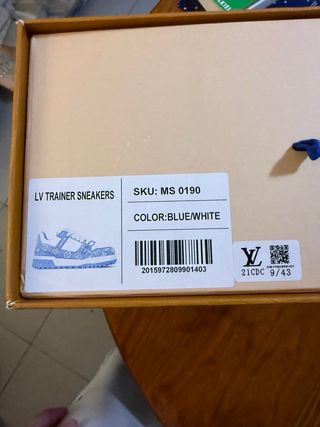 LV TRAINER SNEAKERS
SKU: MS 0190
COLOR:BLUE/WHITE
2015972809901403
LV
21CDC 9/43